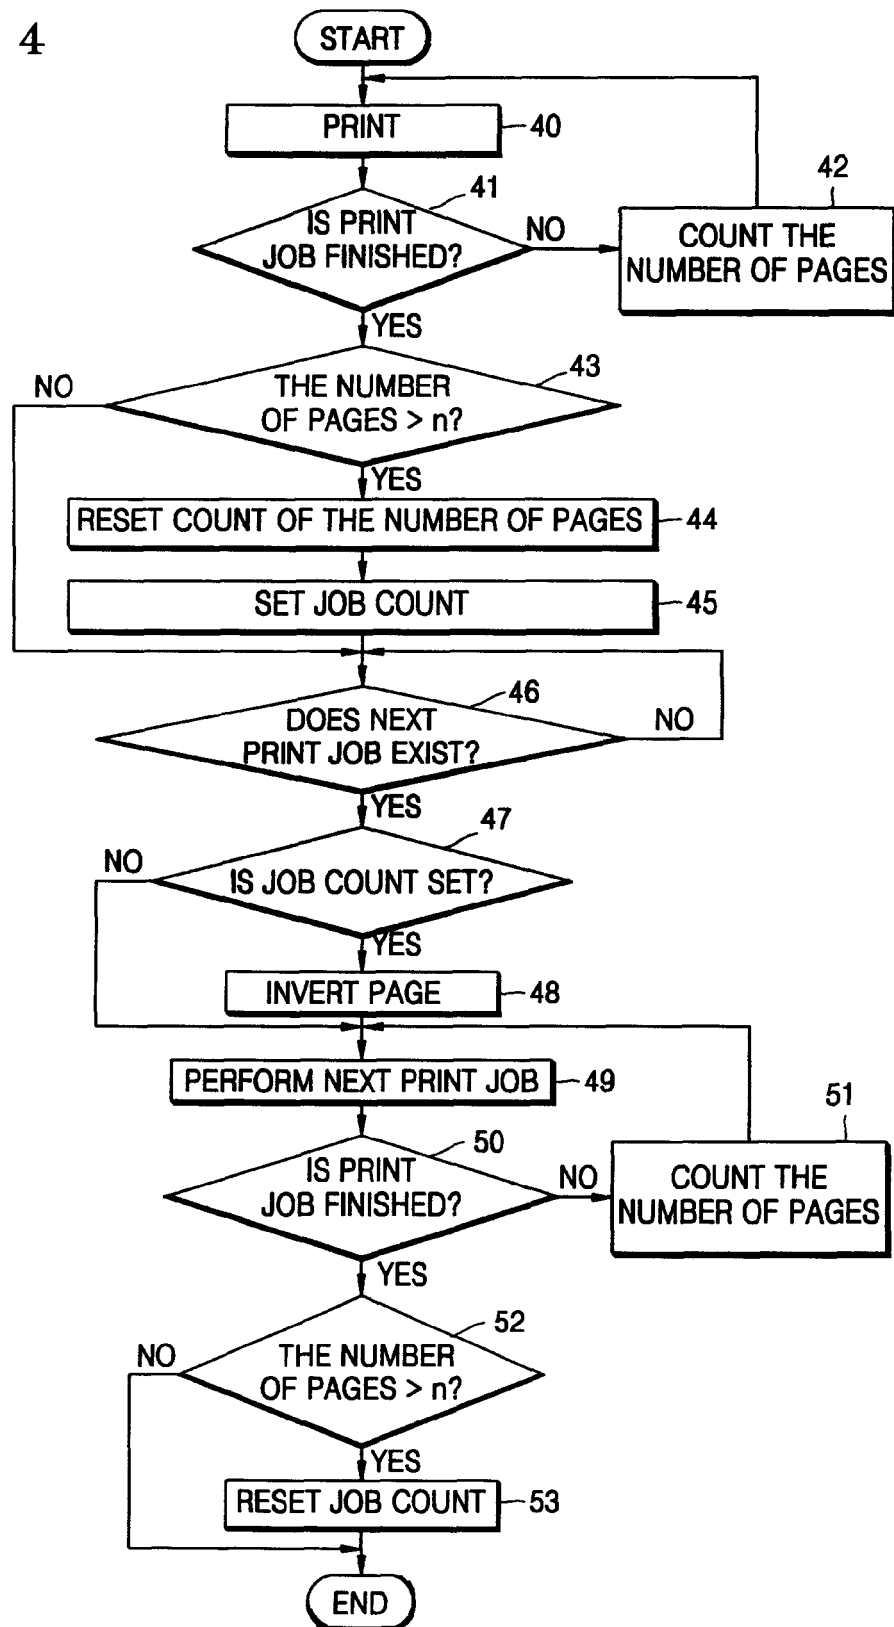 4
START
PRINT
40
41
IS PRINT
JOB FINISHED?
NO
42
COUNT THE
NUMBER OF PAGES
YES
NO
43
THE NUMBER
OF PAGES > n?
YES
RESET COUNT OF THE NUMBER OF PAGES
44
SET JOB COUNT
45
46
DOES NEXT
PRINT JOB EXIST?
NO
YES
47
NO
IS JOB COUNT SET?
YES
INVERT PAGE
48
PERFORM NEXT PRINT JOB
49
50
IS PRINT
JOB FINISHED?
NO
51
COUNT THE
NUMBER OF PAGES
YES
52
NO
THE NUMBER
OF PAGES > n?
YES
RESET JOB COUNT
53
END